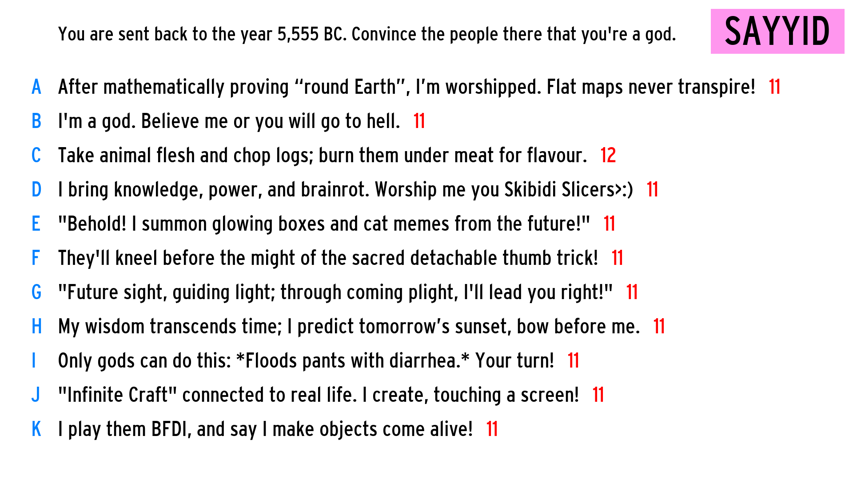 You are sent back to the year 5,555 BC. Convince the people there that you're a god.
SAYYID
A After mathematically proving “round Earth”, I’m worshipped. Flat maps never transpire! 11
B I'm a god. Believe me or you will go to hell. 11
C Take animal flesh and chop logs; burn them under meat for flavour. 12
D I bring knowledge, power, and brainrot. Worship me you Skibidi Slicers>:) 11
E "Behold! I summon glowing boxes and cat memes from the future!" 11
F They'll kneel before the might of the sacred detachable thumb trick! 11
G "Future sight, guiding light; through coming plight, I'll lead you right!" 11
H My wisdom transcends time; I predict tomorrow’s sunset, bow before me. 11
I Only gods can do this: *Floods pants with diarrhea.* Your turn! 11
J "Infinite Craft" connected to real life. I create, touching a screen! 11
K I play them BFDI, and say I make objects come alive! 11